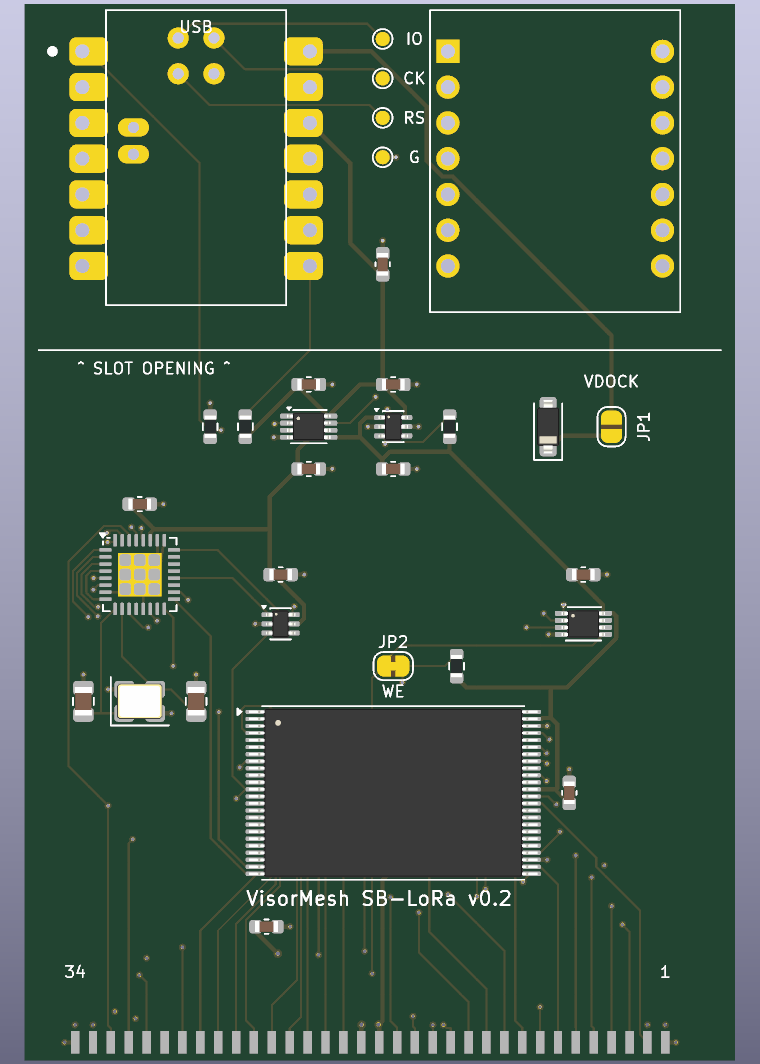 USB
IO
CK
RS
G
^ SLOT OPENING ^
VDOCK
JP1
JP2
WE
VisorMesh SB-LoRa v0.2
34
1